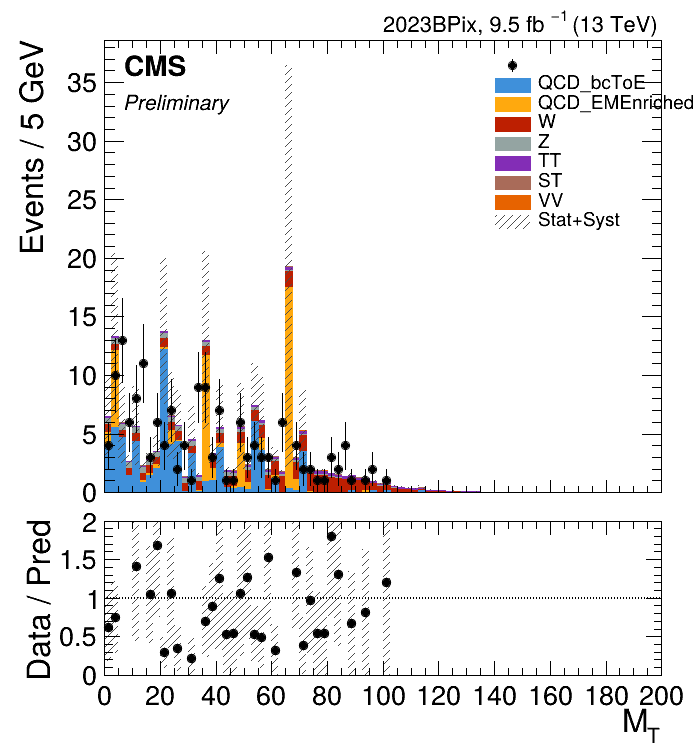 2023BPix, 9.5 fb⁻¹ (13 TeV)
CMS
Preliminary
QCD_bcToE
QCD_EMEnriched
W
Z
TT
ST
VV
Stat+Syst
Events / 5 GeV
35
30
25
20
15
10
5
0
Data / Pred
2
1.5
1
0.5
0
0 20 40 60 80 100 120 140 160 180 200
M_T